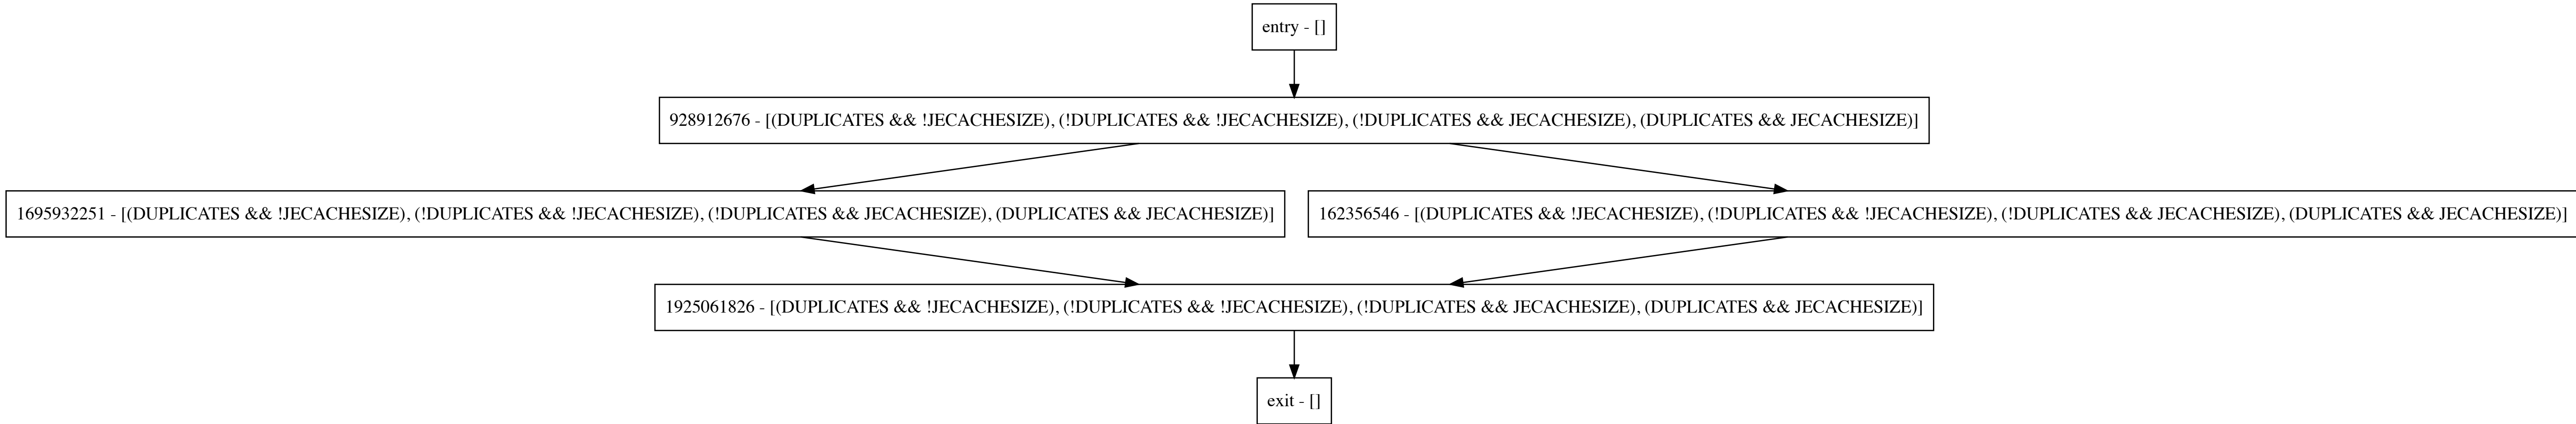 entry - []
928912676 - [(DUPLICATES && !JECACHESIZE), (!DUPLICATES && !JECACHESIZE), (!DUPLICATES && JECACHESIZE), (DUPLICATES && JECACHESIZE)]
1695932251 - [(DUPLICATES && !JECACHESIZE), (!DUPLICATES && !JECACHESIZE), (!DUPLICATES && JECACHESIZE), (DUPLICATES && JECACHESIZE)]
162356546 - [(DUPLICATES && !JECACHESIZE), (!DUPLICATES && !JECACHESIZE), (!DUPLICATES && JECACHESIZE), (DUPLICATES && JECACHESIZE)]
1925061826 - [(DUPLICATES && !JECACHESIZE), (!DUPLICATES && !JECACHESIZE), (!DUPLICATES && JECACHESIZE), (DUPLICATES && JECACHESIZE)]
exit - []